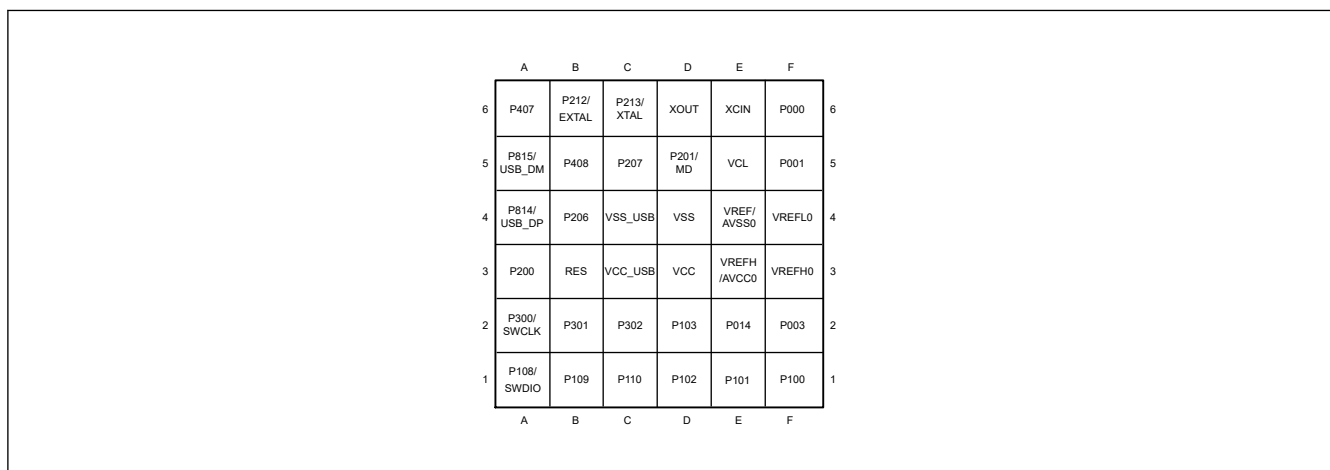 A B C D E F
6 P407 P212/ EXTAL P213/ XTAL XOUT XCIN P000 6
5 P815/ USB_DM P408 P207 P201/ MD VCL P001 5
4 P814/ USB_DP P206 VSS_USB VSS VREF/ AVSS0 VREFL0 4
3 P200 RES VCC_USB VCC VREFH /AVCC0 VREFH0 3
2 P300/ SWCLK P301 P302 P103 P014 P003 2
1 P108/ SWDIO P109 P110 P102 P101 P100 1
A B C D E F